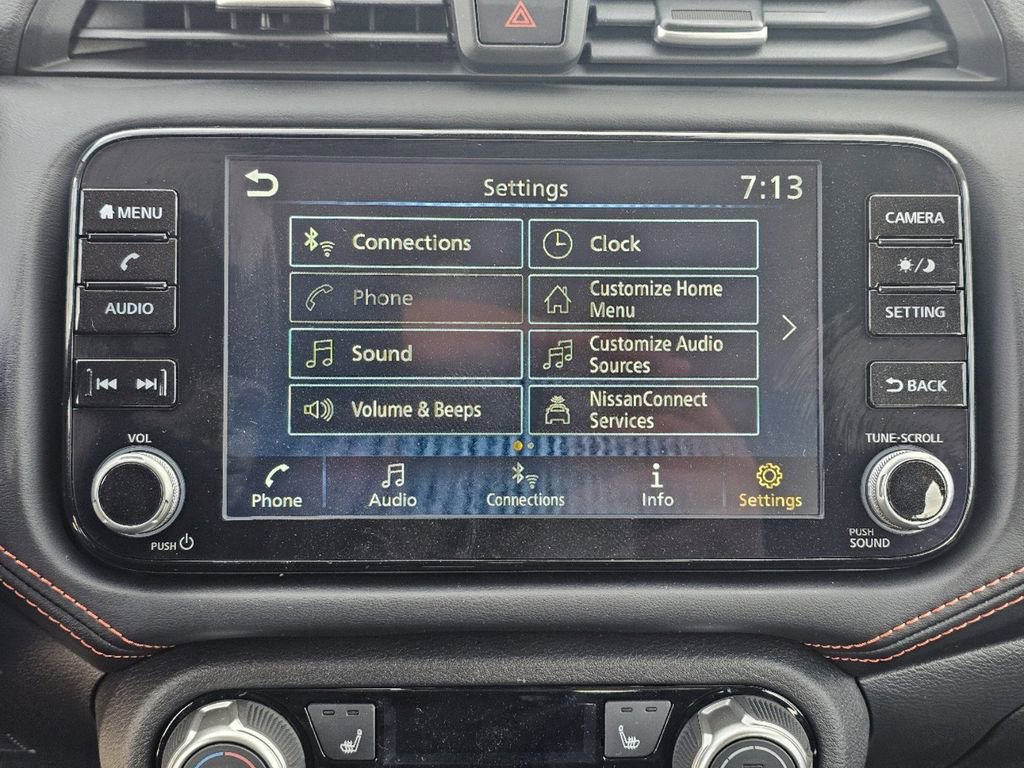 Settings
7:13
MENU
AUDIO
VOL
PUSH
Connections
Phone
Sound
Volume & Beeps
Clock
Customize Home
Menu
Customize Audio
Sources
NissanConnect
Services
Phone
Audio
Connections
Info
Settings
CAMERA
SETTING
BACK
TUNE·SCROLL
PUSH
SOUND